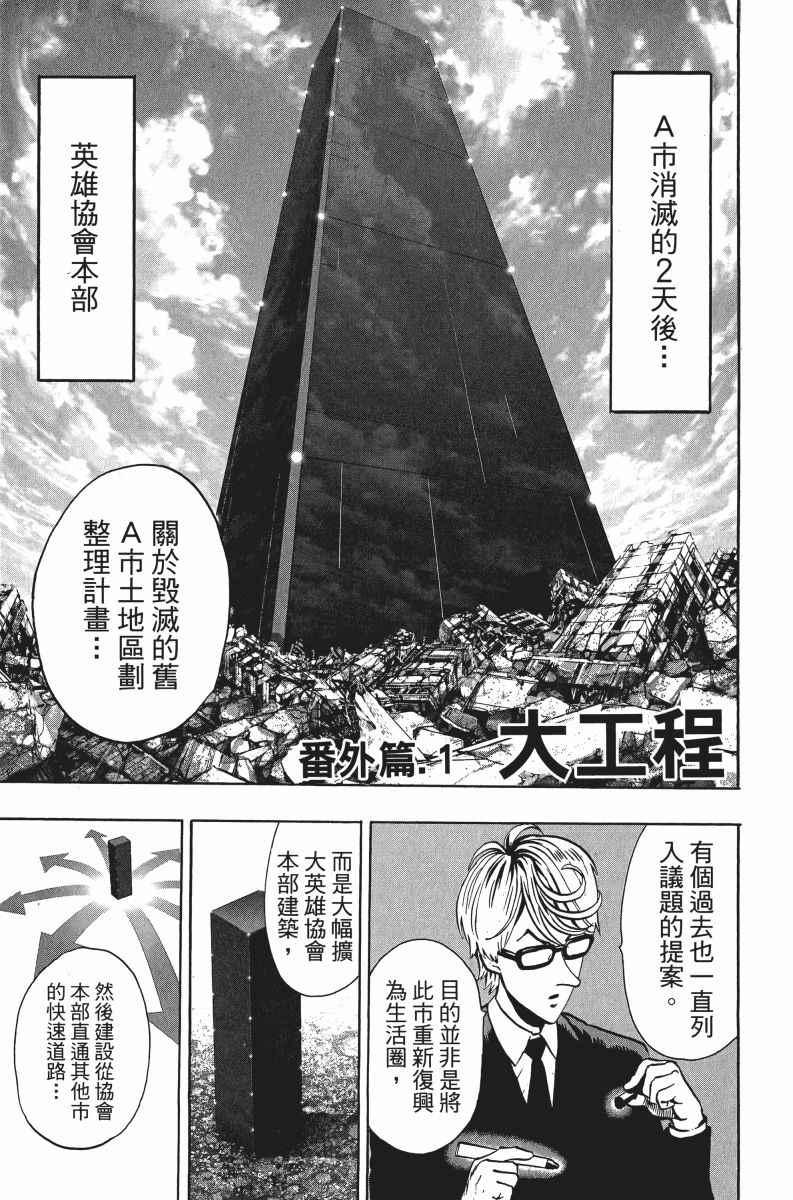 A市消滅的2天後…
英雄協會本部
關於毀滅的舊
A市土地區劃
整理計畫…
番外篇.1 大工程
有個過去也一直列
入議題的提案。
目的並非是將
此市重新復興
為生活圈，
而是大幅擴
大英雄協會
本部建築，
然後建設從協會
本部直通其他市
的快速道路…